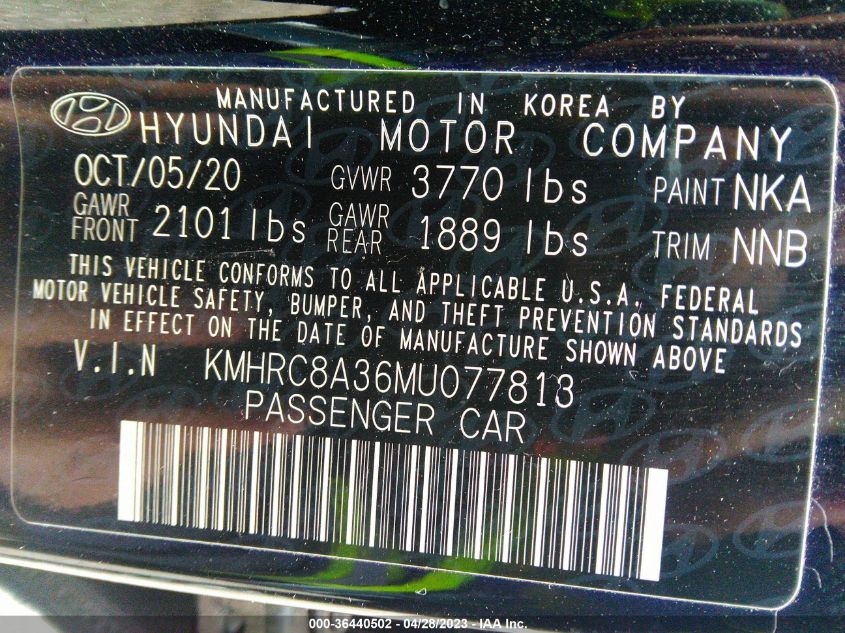 MANUFACTURED IN KOREA BY
HYUNDAI MOTOR COMPANY
OCT/05/20 GVWR 3770 lbs PAINT NKA
GAWR FRONT 2101 lbs GAWR REAR 1889 lbs TRIM NNB
THIS VEHICLE CONFORMS TO ALL APPLICABLE U.S.A. FEDERAL
MOTOR VEHICLE SAFETY, BUMPER, AND THEFT PREVENTION STANDARDS
IN EFFECT ON THE DATE OF MANUFACTURE SHOWN ABOVE
V.I.N KMHRC8A36MU077813
PASSENGER CAR
000-36440502 - 04/28/2023 - IAA Inc.